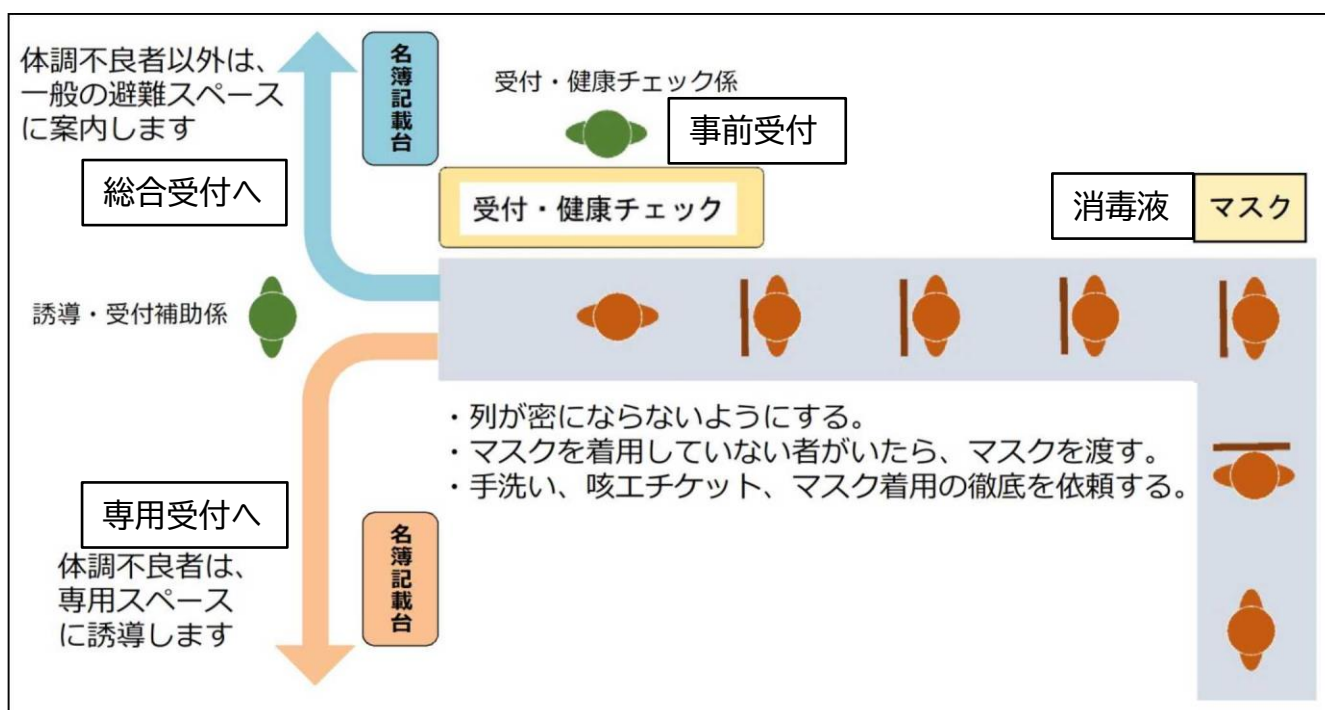 体調不良者以外は、
一般の避難スペース
に案内します
名簿記載台
受付・健康チェック係
事前受付
総合受付へ
受付・健康チェック
消毒液
マスク
誘導・受付補助係
・列が密にならないようにする。
・マスクを着用していない者がいたら、マスクを渡す。
・手洗い、咳エチケット、マスク着用の徹底を依頼する。
専用受付へ
名簿記載台
体調不良者は、
専用スペース
に誘導します